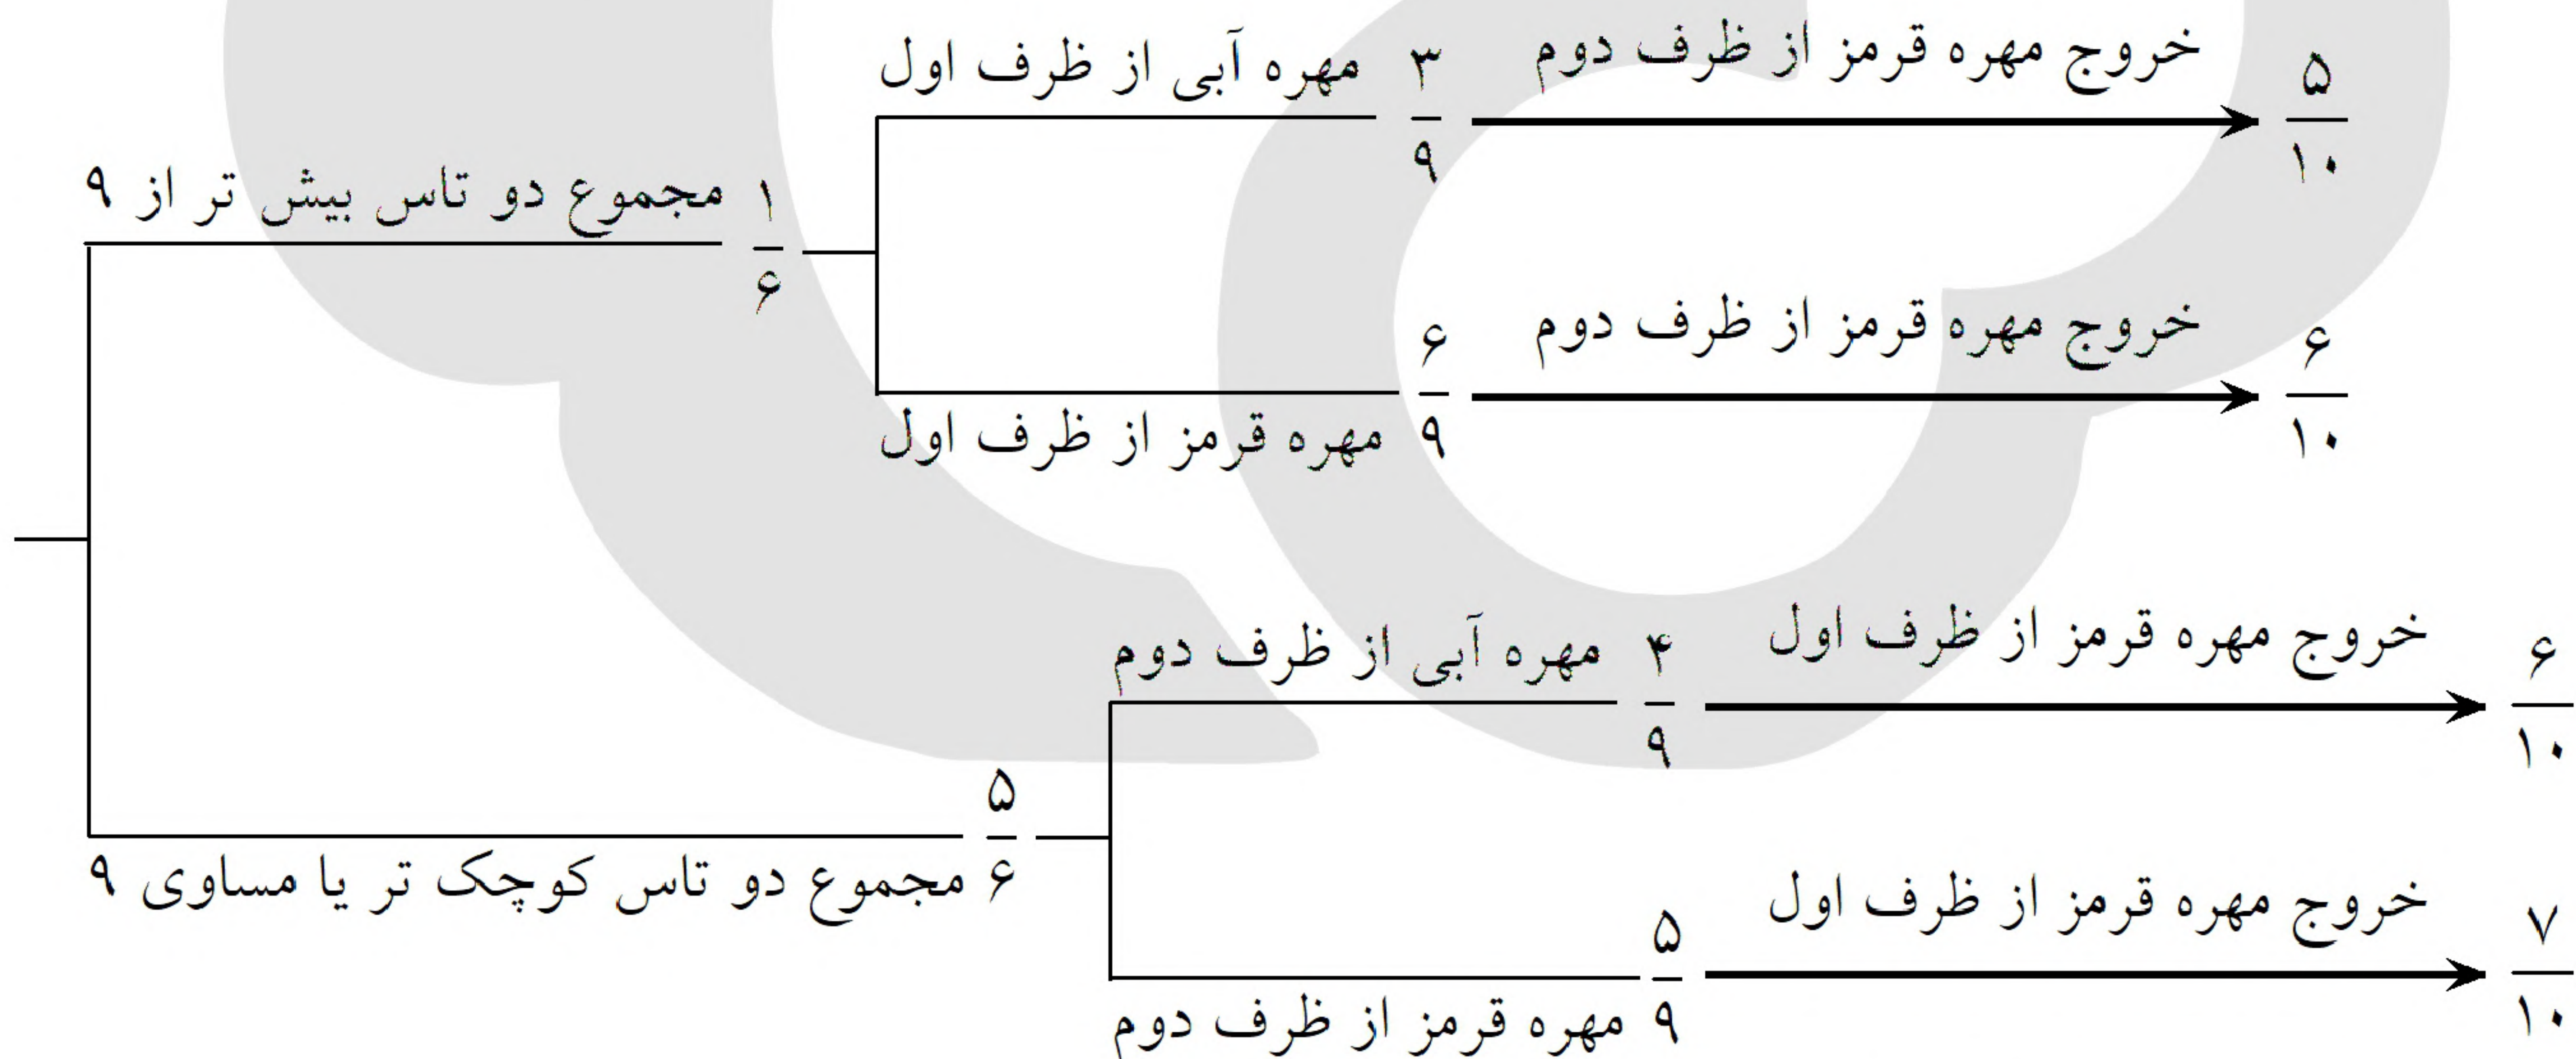 مهره آبی از ظرف اول ۳/۹ خروج مهره قرمز از ظرف دوم ۵/۱۰
مجموع دو تاس بیش تر از ۹ ۱/۶
خروج مهره قرمز از ظرف دوم ۶/۱۰
مهره قرمز از ظرف اول ۶/۹
مهره آبی از ظرف دوم ۴/۹ خروج مهره قرمز از ظرف اول ۶/۱۰
مجموع دو تاس کوچک تر یا مساوی ۹ ۵/۶
خروج مهره قرمز از ظرف اول ۷/۱۰
مهره قرمز از ظرف دوم ۵/۹